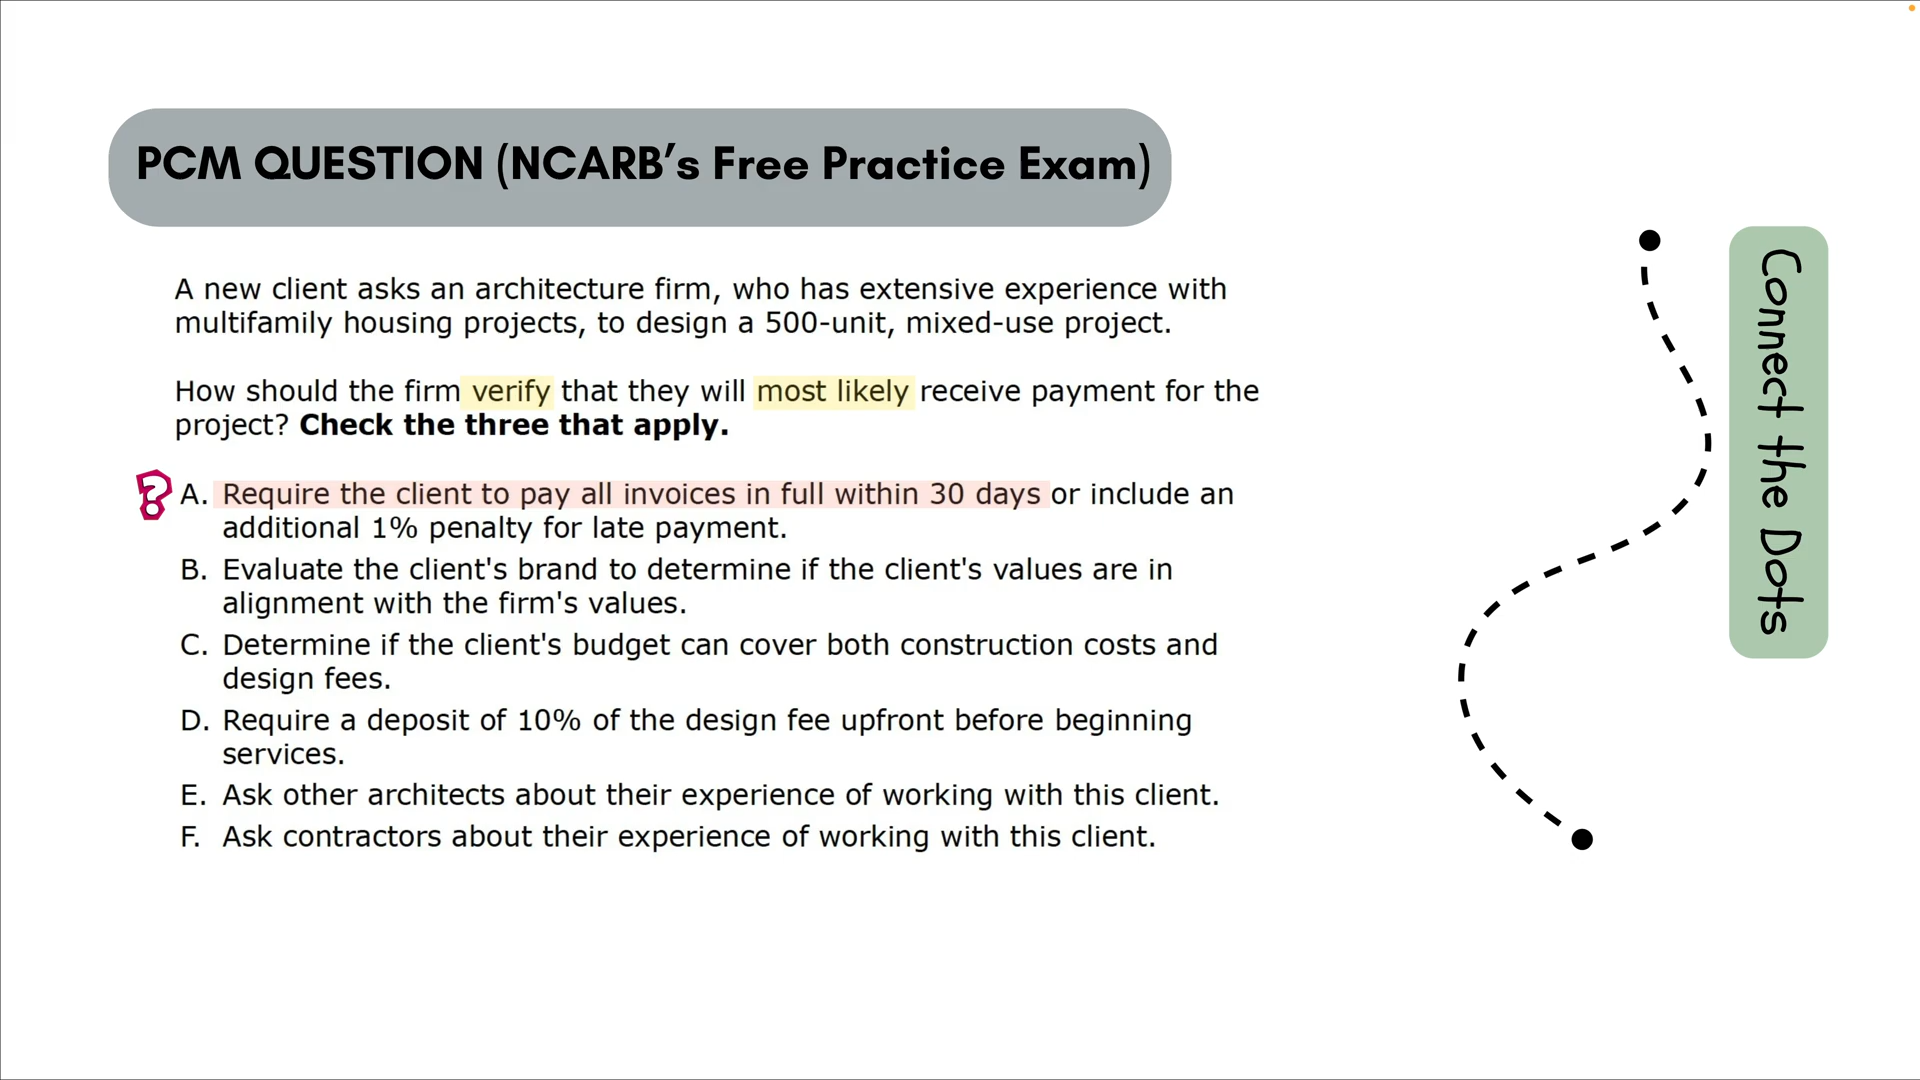 PCM QUESTION (NCARB’s Free Practice Exam)
A new client asks an architecture firm, who has extensive experience with
multifamily housing projects, to design a 500-unit, mixed-use project.
How should the firm verify that they will most likely receive payment for the
project? Check the three that apply.
A. Require the client to pay all invoices in full within 30 days or include an
additional 1% penalty for late payment.
B. Evaluate the client's brand to determine if the client's values are in
alignment with the firm's values.
C. Determine if the client's budget can cover both construction costs and
design fees.
D. Require a deposit of 10% of the design fee upfront before beginning
services.
E. Ask other architects about their experience of working with this client.
F. Ask contractors about their experience of working with this client.
Connect the Dots